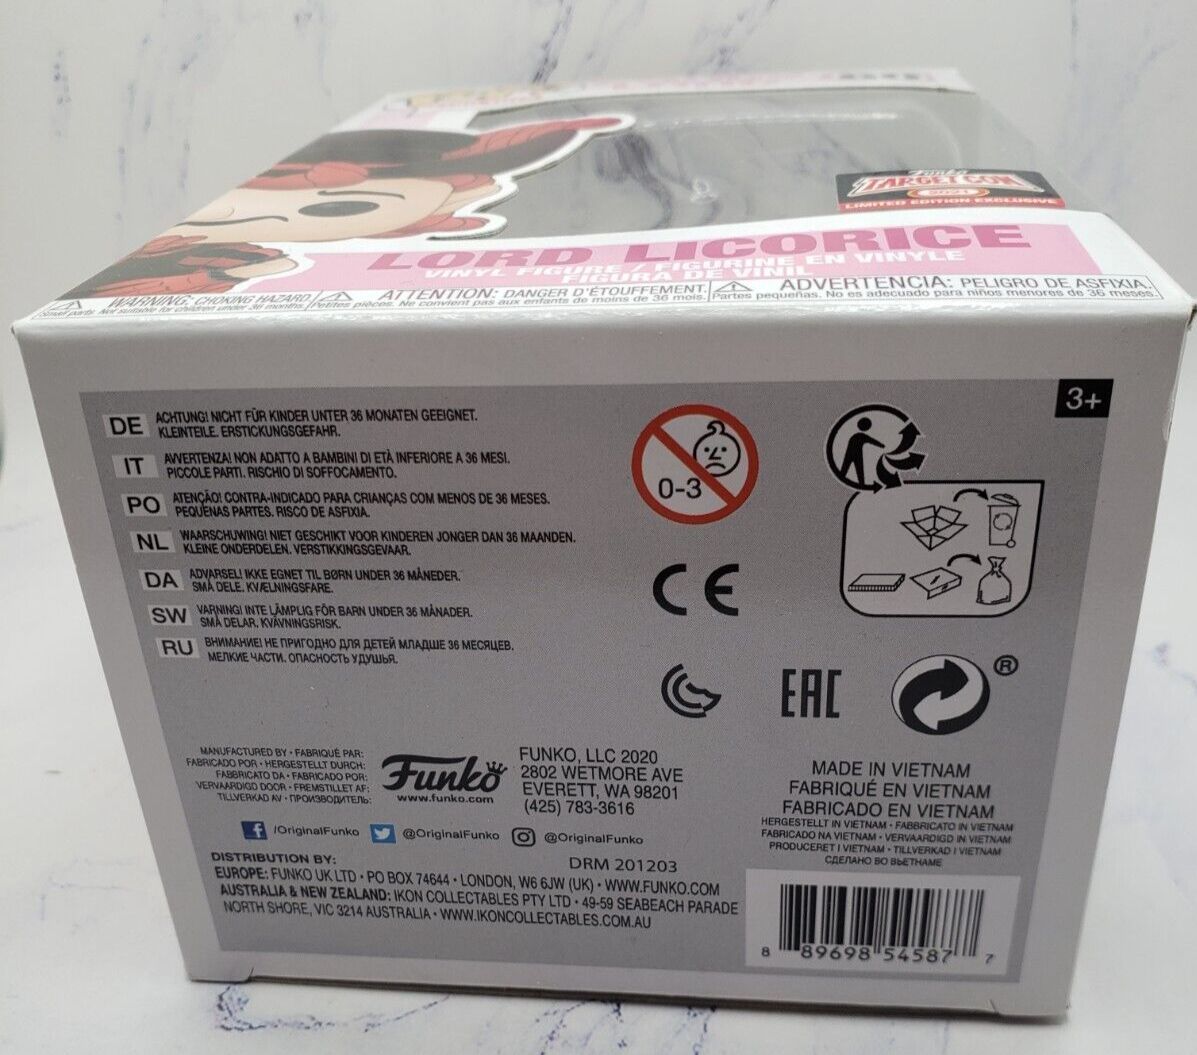 Funko
TARGETCON
2021
LIMITED EDITION EXCLUSIVE
LORD LICORICE
VINYL FIGURE / FIGURINE EN VINYLE
FIGURA DE VINIL
WARNING: CHOKING HAZARD.
Small parts. Not suitable for children under 36 months.
ATTENTION: DANGER D'ÉTOUFFEMENT.
Petites pièces. Ne convient pas aux enfants de moins de 36 mois.
ADVERTENCIA: PELIGRO DE ASFIXIA.
Partes pequeñas. No es adecuado para niños menores de 36 meses.
3+
DE ACHTUNG! NICHT FÜR KINDER UNTER 36 MONATEN GEEIGNET.
KLEINTEILE. ERSTICKUNGSGEFAHR.
IT AVVERTENZA! NON ADATTO A BAMBINI DI ETÀ INFERIORE A 36 MESI.
PICCOLE PARTI. RISCHIO DI SOFFOCAMENTO.
PO ATENÇÃO! CONTRA-INDICADO PARA CRIANÇAS COM MENOS DE 36 MESES.
PEQUENAS PARTES. RISCO DE ASFIXIA.
NL WAARSCHUWING! NIET GESCHIKT VOOR KINDEREN JONGER DAN 36 MAANDEN.
KLEINE ONDERDELEN. VERSTIKKINGSGEVAAR.
DA ADVARSEL! IKKE EGNET TIL BØRN UNDER 36 MÅNEDER.
SMÅ DELE. KVÆLNINGSFARE.
SW VARNING! INTE LÄMPLIG FÖR BARN UNDER 36 MÅNADER.
SMÅ DELAR. KVÄVNINGSRISK.
RU ВНИМАНИЕ! НЕ ПРИГОДНО ДЛЯ ДЕТЕЙ МЛАДШЕ 36 МЕСЯЦЕВ.
МЕЛКИЕ ЧАСТИ. ОПАСНОСТЬ УДУШЬЯ.
0-3
CE
EAC
®
MANUFACTURED BY • FABRIQUÉ PAR:
FABRICADO POR • HERGESTELLT DURCH:
FABBRICATO DA • FABRICADO POR:
VERVAARDIGD DOOR • FREMSTILLET AF:
TILLVERKAD AV • ПРОИЗВОДИТЕЛЬ:
Funko
www.funko.com
FUNKO, LLC 2020
2802 WETMORE AVE
EVERETT, WA 98201
(425) 783-3616
/OriginalFunko @OriginalFunko @OriginalFunko
DRM 201203
DISTRIBUTION BY:
EUROPE: FUNKO UK LTD • PO BOX 74644 • LONDON, W6 6JW (UK) • WWW.FUNKO.COM
AUSTRALIA & NEW ZEALAND: IKON COLLECTABLES PTY LTD • 49-59 SEABEACH PARADE
NORTH SHORE, VIC 3214 AUSTRALIA • WWW.IKONCOLLECTABLES.COM.AU
MADE IN VIETNAM
FABRIQUÉ EN VIETNAM
FABRICADO EN VIETNAM
HERGESTELLT IN VIETNAM • FABBRICATO IN VIETNAM
FABRICADO NA VIETNAM • VERVAARDIGD IN VIETNAM
PRODUCERET I VIETNAM • TILLVERKAD I VIETNAM
СДЕЛАНО ВО ВЬЕТНАМЕ
8 89698 54587 7